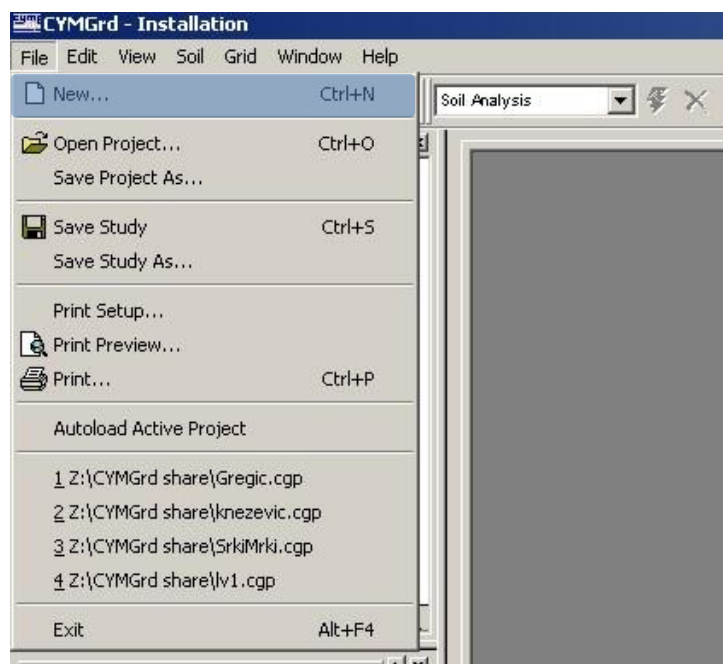 CYMGrd - Installation
File Edit View Soil Grid Window Help
New... Ctrl+N
Soil Analysis
Open Project... Ctrl+O
Save Project As...
Save Study Ctrl+S
Save Study As...
Print Setup...
Print Preview...
Print... Ctrl+P
Autoload Active Project
1 Z:\CYMGrd share\Gregic.cgp
2 Z:\CYMGrd share\knezevic.cgp
3 Z:\CYMGrd share\SrkiMrki.cgp
4 Z:\CYMGrd share\lv1.cgp
Exit Alt+F4